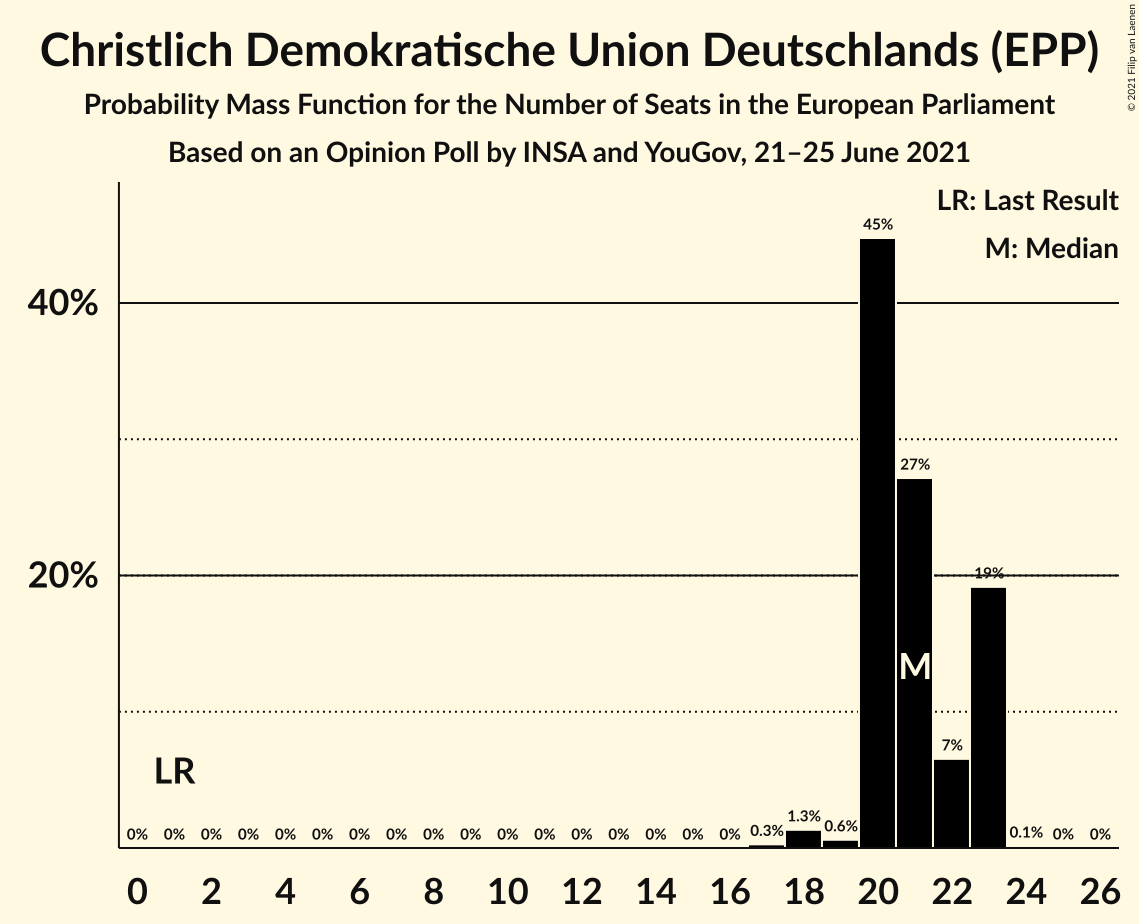 Christlich Demokratische Union Deutschlands (EPP)
Probability Mass Function for the Number of Seats in the European Parliament
Based on an Opinion Poll by INSA and YouGov, 21–25 June 2021
© 2021 Filip van Laenen
LR: Last Result
M: Median
45%
40%
27%
20%
19%
M
7%
LR
0% 0% 0% 0% 0% 0% 0% 0% 0% 0% 0% 0% 0% 0% 0% 0% 0% 0.3% 1.3% 0.6% 0.1% 0% 0%
0 2 4 6 8 10 12 14 16 18 20 22 24 26